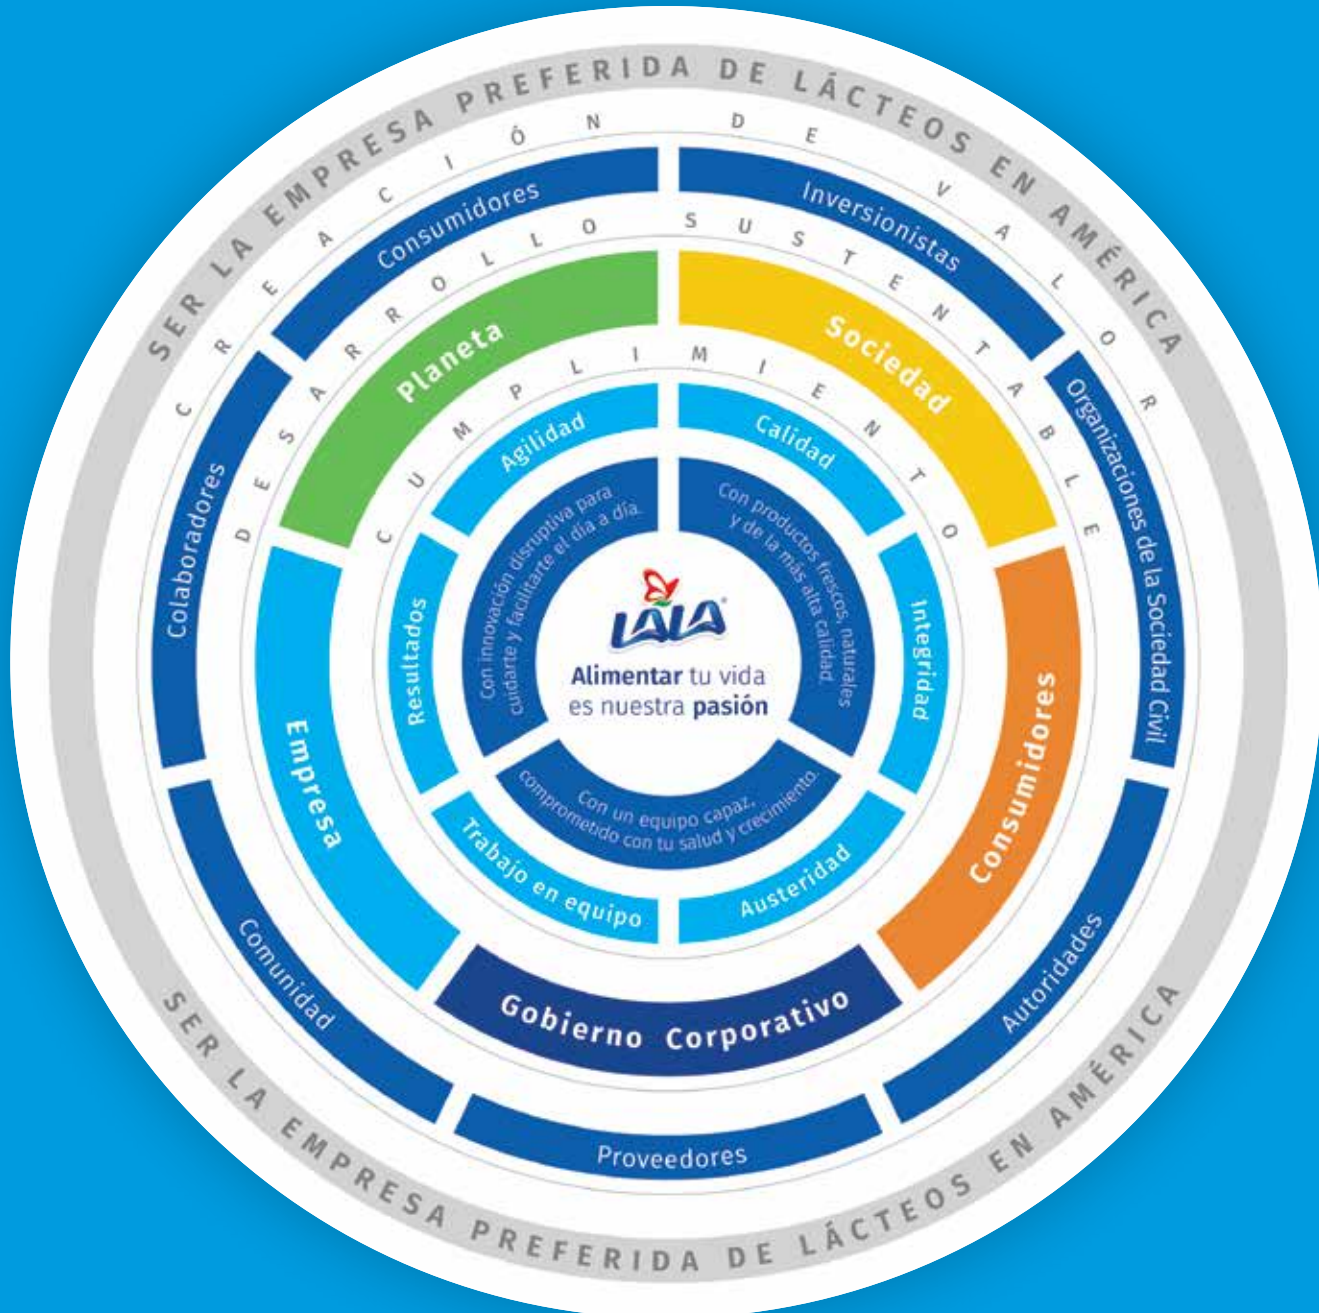 SER LA EMPRESA PREFERIDA DE LÁCTEOS EN AMÉRICA
CREACIÓN DE VALOR
Consumidores
Inversionistas
Organizaciones de la Sociedad Civil
Autoridades
Proveedores
Comunidad
Colaboradores
DESARROLLO SUSTENTABLE
Planeta
Sociedad
Consumidores
Gobierno Corporativo
Empresa
CUMPLIMIENTO
Agilidad
Calidad
Integridad
Austeridad
Trabajo en equipo
Resultados
Con innovación disruptiva para
cuidarte y facilitarte el día a día.
Con productos frescos, naturales
y de la más alta calidad.
Con un equipo capaz,
comprometido con tu salud y crecimiento.
LALA®
Alimentar tu vida
es nuestra pasión
SER LA EMPRESA PREFERIDA DE LÁCTEOS EN AMÉRICA